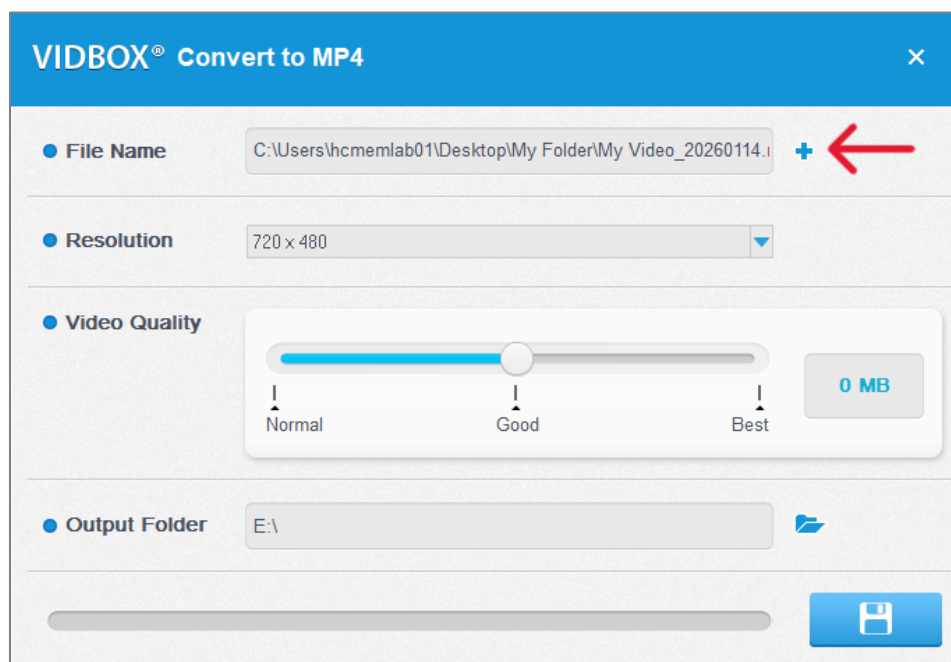 VIDBOX® Convert to MP4
File Name
C:\Users\hcmemlab01\Desktop\My Folder\My Video_20260114.
Resolution
720 x 480
Video Quality
0 MB
Normal Good Best
Output Folder
E:\